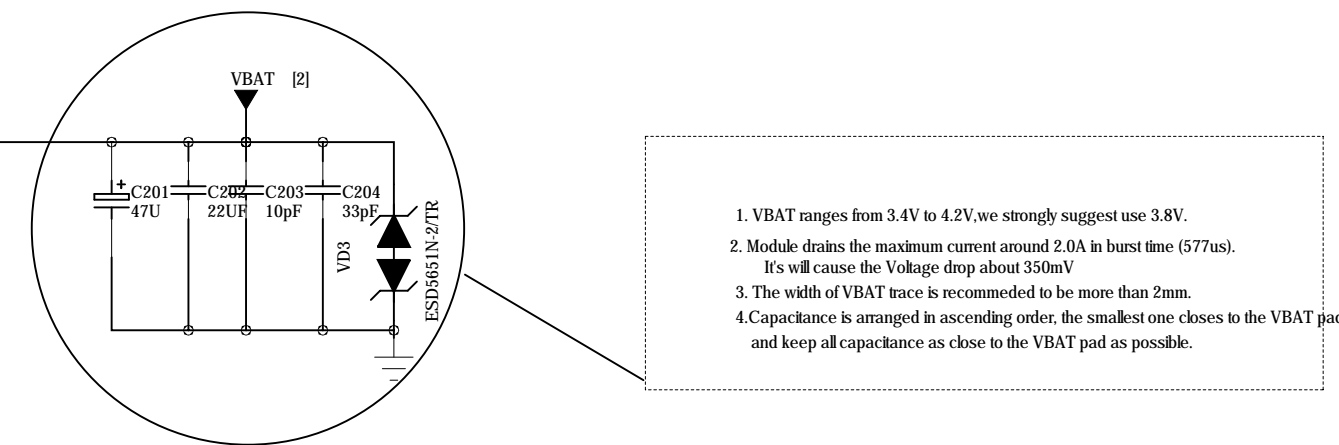 VBAT [2]
C201
47U
C202
22UF
C203
10pF
C204
33pF
VD3
ESD5651N-2/TR
1. VBAT ranges from 3.4V to 4.2V,we strongly suggest use 3.8V.
2. Module drains the maximum current around 2.0A in burst time (577us).
It's will cause the Voltage drop about 350mV
3. The width of VBAT trace is recommeded to be more than 2mm.
4.Capacitance is arranged in ascending order, the smallest one closes to the VBAT pad
and keep all capacitance as close to the VBAT pad as possible.